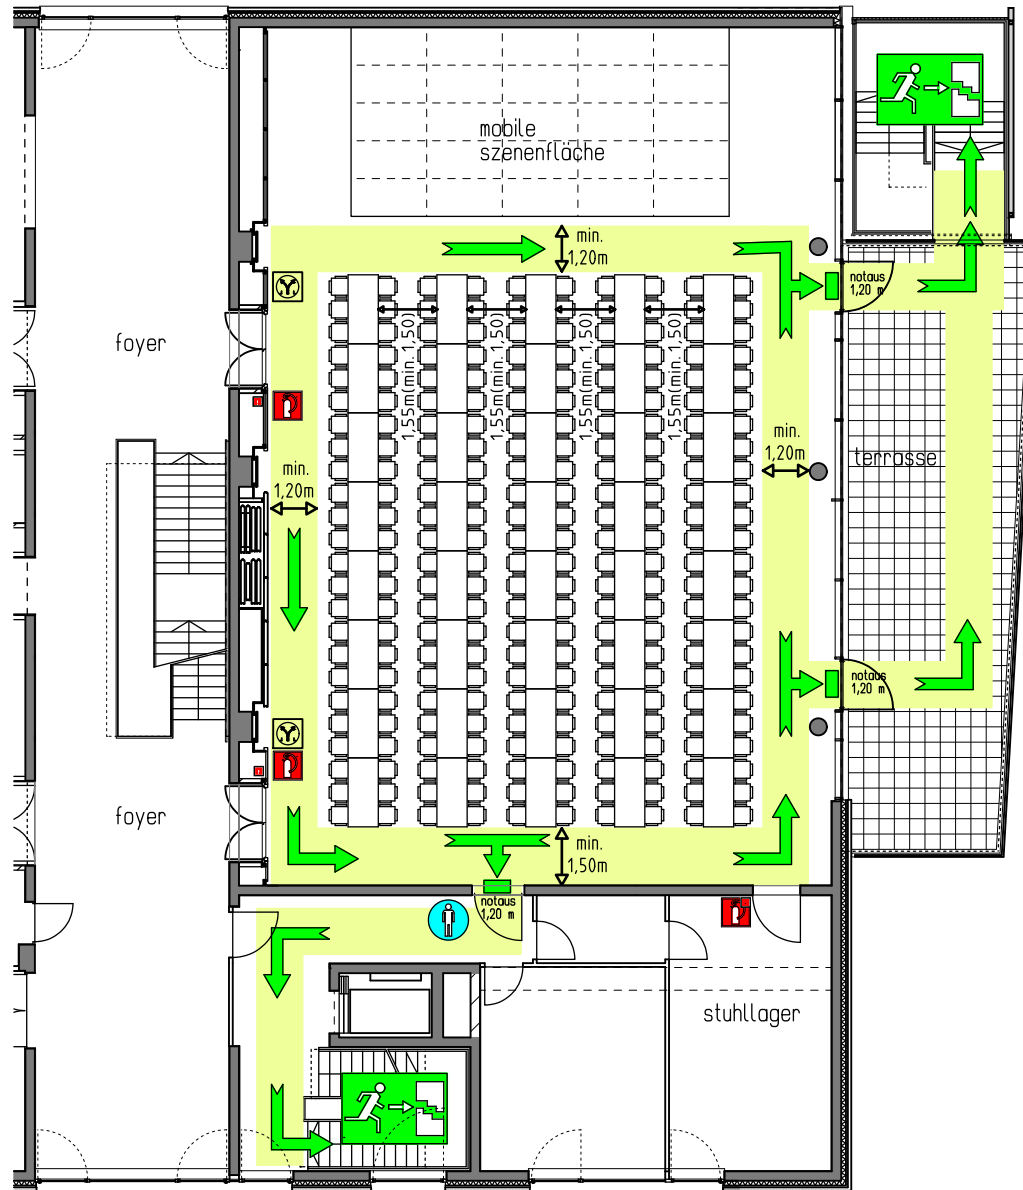 mobile
szenenfläche
min.
1,20m
notaus
1,20 m
foyer
1,55m(min.1,50)
1,55m(min.1,50)
1,55m(min.1,50)
1,55m(min.1,50)
min.
1,20m
terrasse
min.
1,20m
notaus
1,20 m
foyer
min.
1,50m
notaus
1,20 m
stuhllager